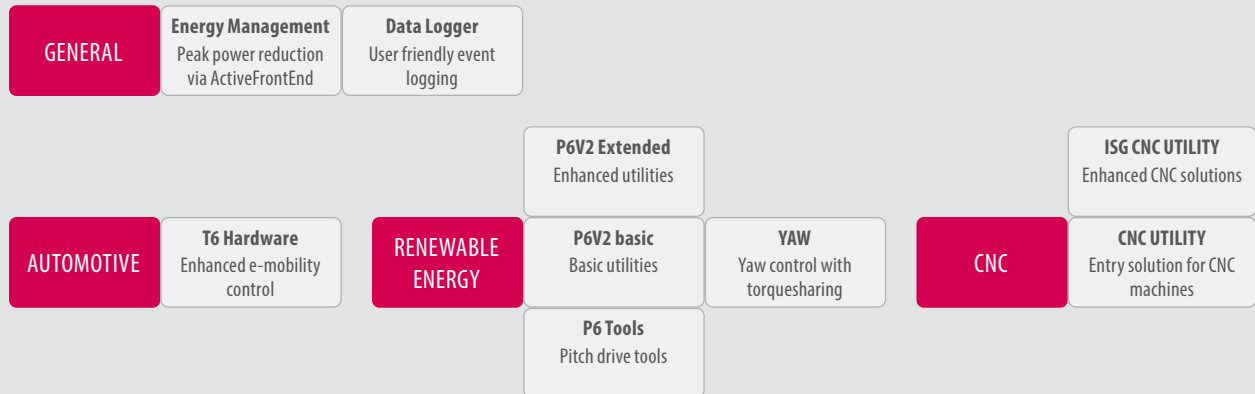 GENERAL
Energy Management
Peak power reduction
via ActiveFrontEnd
Data Logger
User friendly event
logging
P6V2 Extended
Enhanced utilities
ISG CNC UTILITY
Enhanced CNC solutions
AUTOMOTIVE
T6 Hardware
Enhanced e-mobility
control
RENEWABLE
ENERGY
P6V2 basic
Basic utilities
YAW
Yaw control with
torquesharing
CNC
CNC UTILITY
Entry solution for CNC
machines
P6 Tools
Pitch drive tools